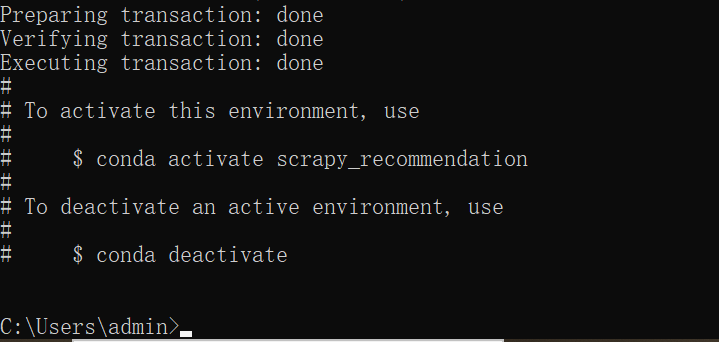 Preparing transaction: done
Verifying transaction: done
Executing transaction: done
#
# To activate this environment, use
#
#     $ conda activate scrapy_recommendation
#
# To deactivate an active environment, use
#
#     $ conda deactivate
C:\Users\admin>